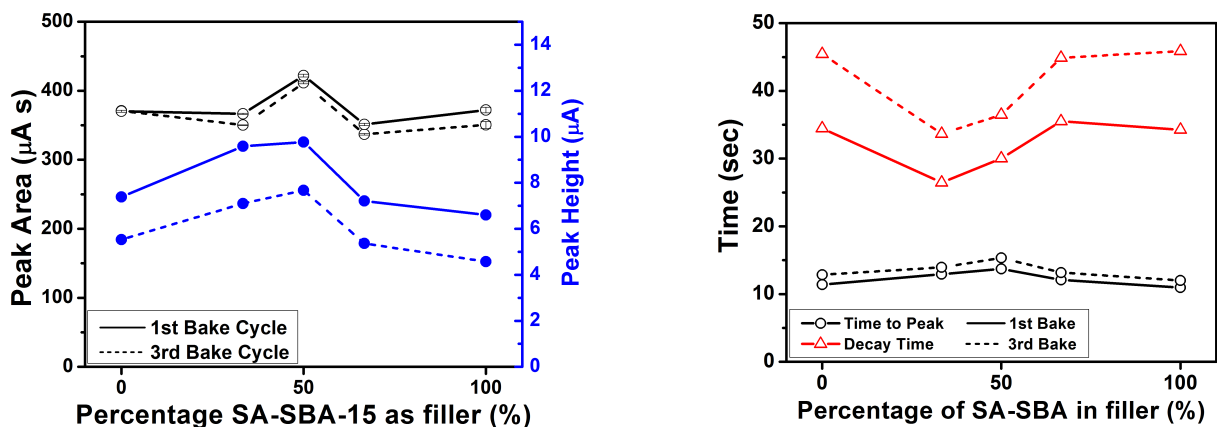 500
400
300
200
100
0
Peak Area (μA s)
14
12
10
8
6
4
2
0
Peak Height (μA)
1st Bake Cycle
3rd Bake Cycle
0 50 100
Percentage SA-SBA-15 as filler (%)
50
40
30
20
10
0
Time (sec)
Time to Peak 1st Bake
Decay Time 3rd Bake
0 50 100
Percentage of SA-SBA in filler (%)